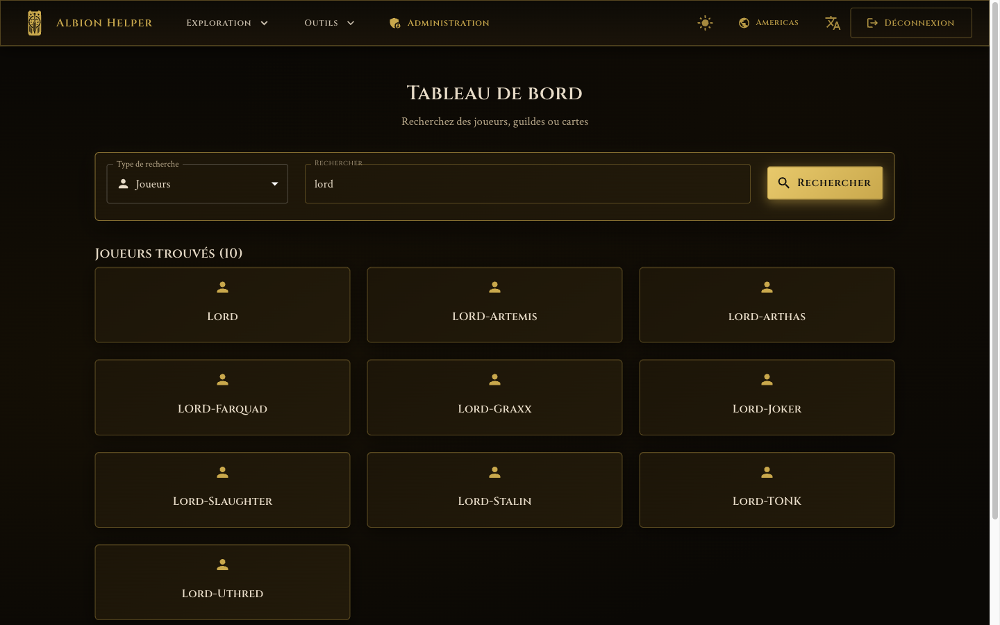 Albion Helper
Exploration
Outils
Administration
Americas
Déconnexion
Tableau de bord
Recherchez des joueurs, guildes ou cartes
Type de recherche
Joueurs
Rechercher
lord
Rechercher
Joueurs trouvés (10)
Lord
LORD-Artemis
lord-arthas
LORD-Farquad
Lord-Graxx
Lord-Joker
Lord-Slaughter
Lord-Stalin
Lord-TONK
Lord-Uthred